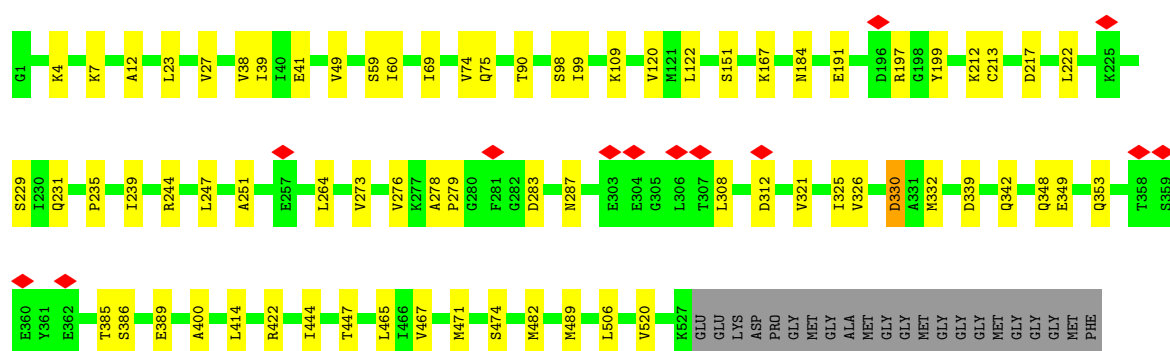 G1 K4 K7 A12 L23 V27 V38 I39 I40 E41 V49 S59 I60 I69 V74 Q75 T90 S98 I99 K109 V120 M121 L122 S151 K167 N184 E191 D196 R197 G198 Y199 K212 C213 D217 L222 K225
S229 I230 Q231 P235 I239 R244 L247 A251 E257 L264 V273 V276 K277 A278 P279 G280 F281 G282 D283 N287 E303 E304 G305 L306 T307 L308 D312 V321 I325 V326 D330 A331 M332 D339 Q342 Q348 E349 Q353 T358 S359
E360 Y361 E362 T385 S386 E389 A400 L414 R422 I444 T447 L465 I466 V467 M471 S474 M482 M489 L506 V520 K527 GLU GLU LYS ASP PRO GLY MET GLY ALA MET GLY GLY MET GLY GLY GLY MET GLY GLY GLY MET PHE